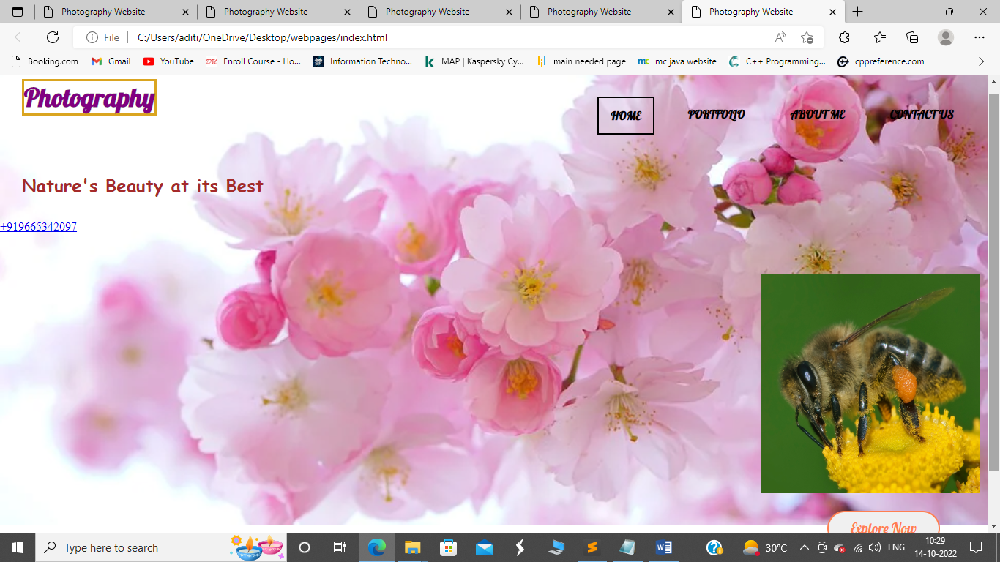 Photography Website
Photography Website
Photography Website
Photography Website
Photography Website
File
C:/Users/aditi/OneDrive/Desktop/webpages/index.html
Booking.com
Gmail
YouTube
DU Enroll Course - Ho...
SF Information Techno...
MAP | Kaspersky Cy...
main needed page
mc mc java website
C++ Programming...
cppreference.com
Photography
HOME
PORTFOLIO
ABOUT ME
CONTACT US
Nature's Beauty at its Best
+919665342097
Explore Now
Type here to search
30°C
ENG
10:29
14-10-2022